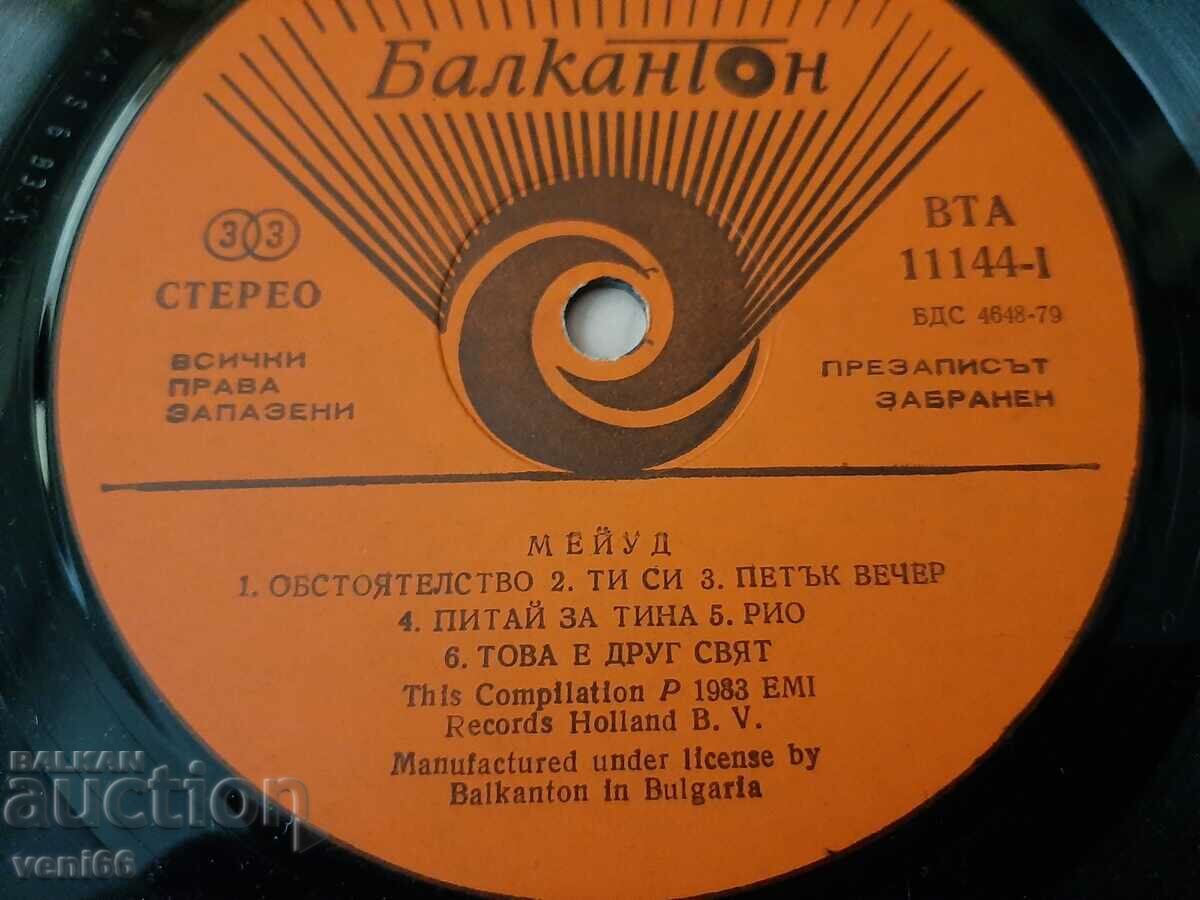 Балкантон
33
СТЕРЕО
ВТА
11144-I
БДС 4648-79
ВСИЧКИ
ПРАВА
ЗАПАЗЕНИ
ПРЕЗАПИСЪТ
ЗАБРАНЕН
МЕЙУД
1. ОБСТОЯТЕЛСТВО 2. ТИ СИ 3. ПЕТЪК ВЕЧЕР
4. ПИТАЙ ЗА ТИНА 5. РИО
6. ТОВА Е ДРУГ СВЯТ
This Compilation P 1983 EMI
Records Holland B. V.
Manufactured under license by
Balkanton in Bulgaria
BALKAN
auction
veni66